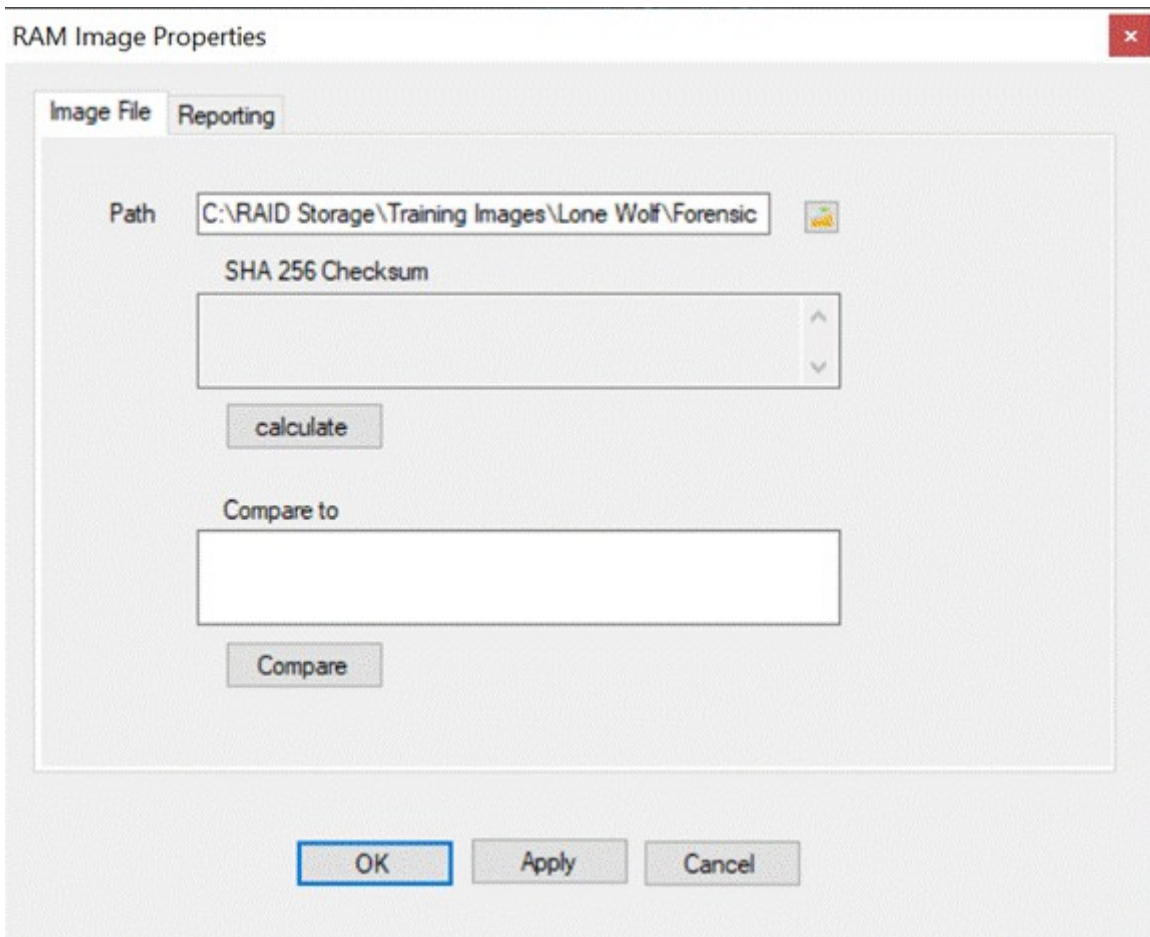 RAM Image Properties
Image File Reporting
Path C:\RAID Storage\Training Images\Lone Wolf\Forensic
SHA 256 Checksum
calculate
Compare to
Compare
OK Apply Cancel